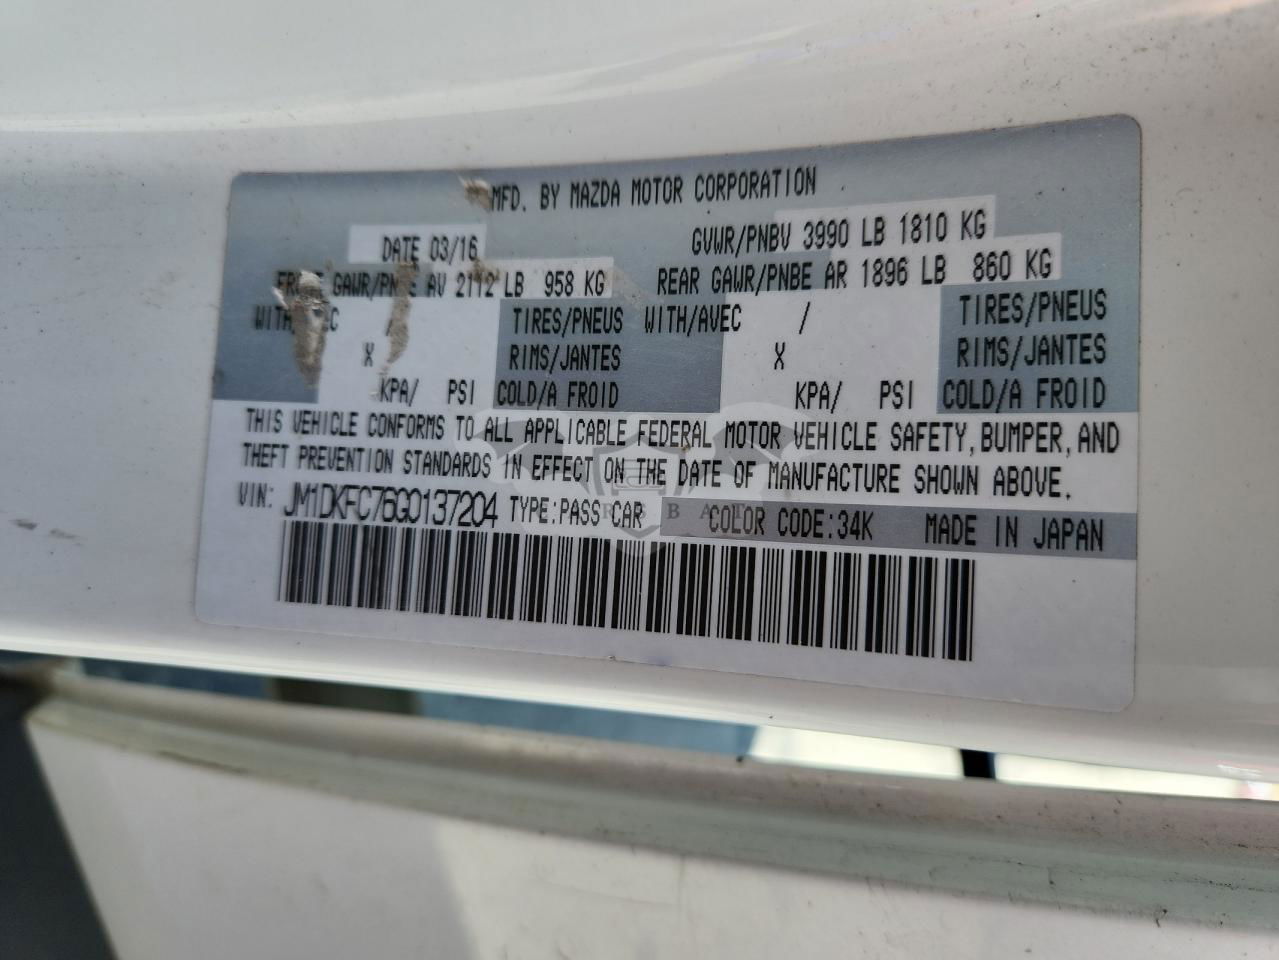 MFD. BY MAZDA MOTOR CORPORATION
DATE 03/16 GVWR/PNBV 3990 LB 1810 KG
GAWR/PNBE AV 2112 LB 958 KG REAR GAWR/PNBE AR 1896 LB 860 KG
WITH/AVEC / TIRES/PNEUS WITH/AVEC / TIRES/PNEUS
X RIMS/JANTES X RIMS/JANTES
KPA/ PSI COLD/A FROID KPA/ PSI COLD/A FROID
THIS VEHICLE CONFORMS TO ALL APPLICABLE FEDERAL MOTOR VEHICLE SAFETY, BUMPER, AND
THEFT PREVENTION STANDARDS IN EFFECT ON THE DATE OF MANUFACTURE SHOWN ABOVE.
VIN: JM1DKFC76G0137204 TYPE:PASS CAR COLOR CODE:34K MADE IN JAPAN